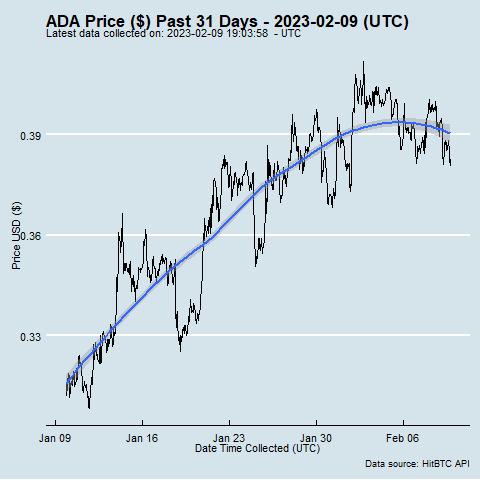 ADA Price ($) Past 31 Days - 2023-02-09 (UTC)
Latest data collected on: 2023-02-09 19:03:58 - UTC
0.39
0.36
0.33
Price USD ($)
Jan 09
Jan 16
Jan 23
Jan 30
Feb 06
Date Time Collected (UTC)
Data source: HitBTC API